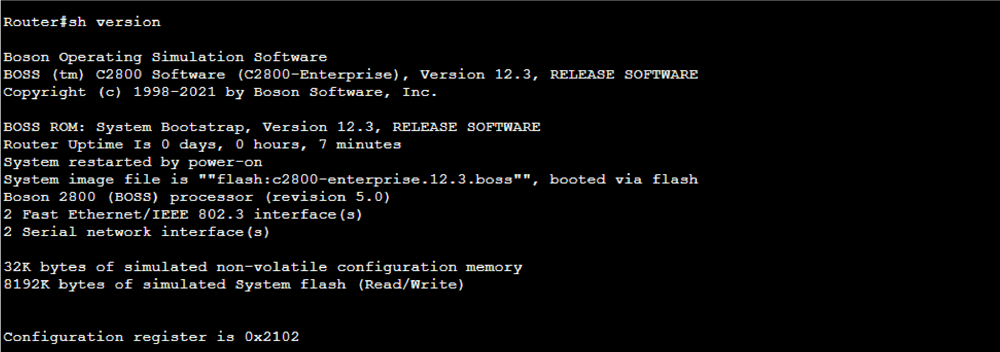 Router#sh version
Boson Operating Simulation Software
BOSS (tm) C2800 Software (C2800-Enterprise), Version 12.3, RELEASE SOFTWARE
Copyright (c) 1998-2021 by Boson Software, Inc.
BOSS ROM: System Bootstrap, Version 12.3, RELEASE SOFTWARE
Router Uptime Is 0 days, 0 hours, 7 minutes
System restarted by power-on
System image file is ""flash:c2800-enterprise.12.3.boss"", booted via flash
Boson 2800 (BOSS) processor (revision 5.0)
2 Fast Ethernet/IEEE 802.3 interface(s)
2 Serial network interface(s)
32K bytes of simulated non-volatile configuration memory
8192K bytes of simulated System flash (Read/Write)
Configuration register is 0x2102